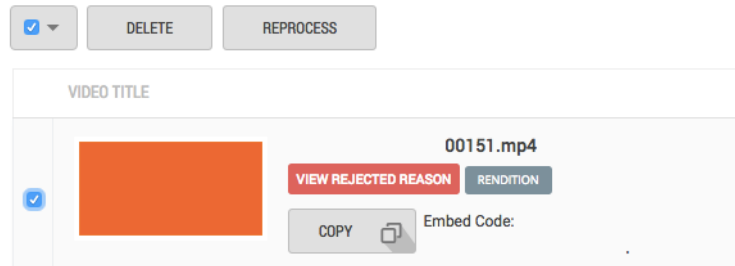 DELETE REPROCESS
VIDEO TITLE
00151.mp4
VIEW REJECTED REASON RENDITION
COPY Embed Code:
.